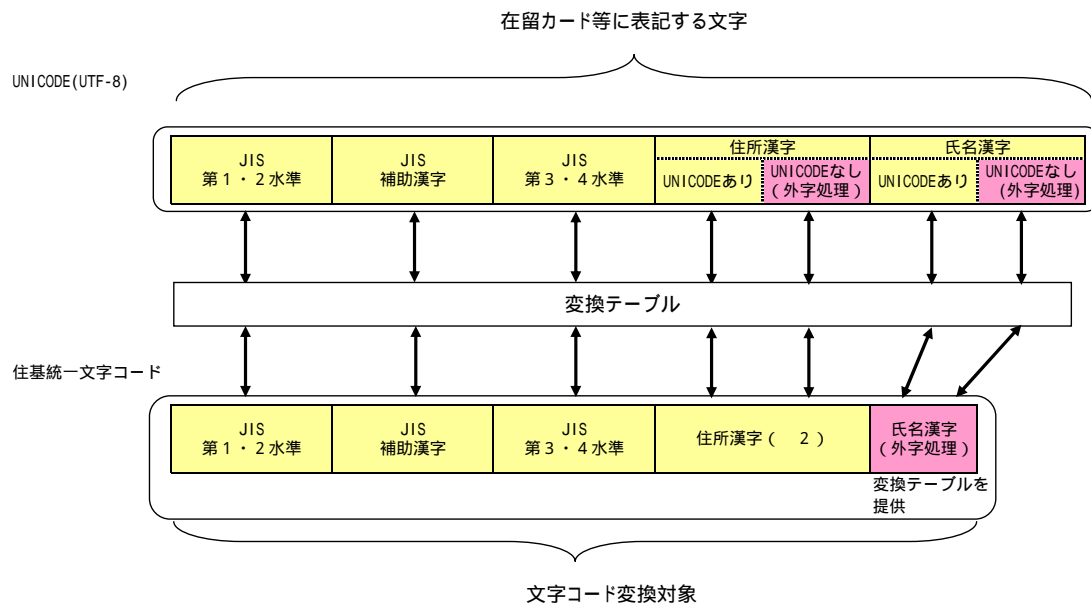 在留カード等に表記する文字
UNICODE(UTF-8)
JIS
第1・2水準
JIS
補助漢字
JIS
第3・4水準
住所漢字
UNICODEあり
UNICODEなし
(外字処理)
氏名漢字
UNICODEあり
UNICODEなし
(外字処理)
変換テーブル
住基統一文字コード
JIS
第1・2水準
JIS
補助漢字
JIS
第3・4水準
住所漢字( 2)
氏名漢字
(外字処理)
変換テーブルを
提供
文字コード変換対象